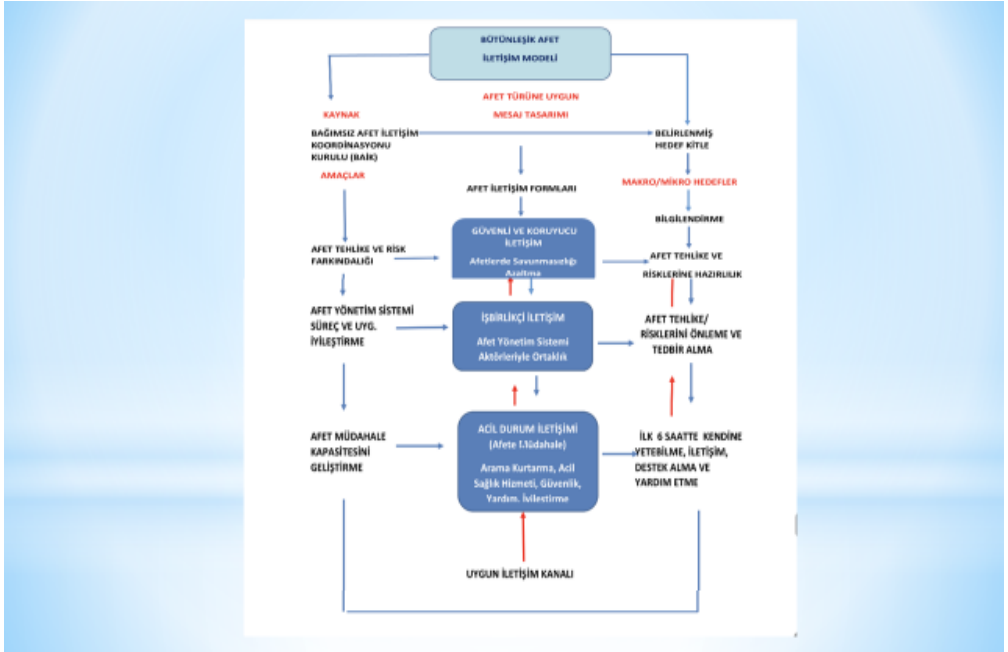 BÜTÜNLEŞİK AFET
İLETİŞİM MODELİ
AFET TÜRÜNE UYGUN
MESAJ TASARIMI
KAYNAK
BAĞIMSIZ AFET İLETİŞİM
KOORDİNASYONU
KURULU (BAİK)
BELİRLENMİŞ
HEDEF KİTLE
AMAÇLAR
AFET İLETİŞİM FORMLARI
MAKRO/MİKRO HEDEFLER
BİLGİLENDİRME
AFET TEHLİKE VE RİSK
FARKINDALIĞI
GÜVENLİ VE KORUYUCU
İLETİŞİM
Afetlerde Savunmasızlığı
Azaltma
AFET TEHLİKE VE
RİSKLERİNE HAZIRLILIK
AFET YÖNETİM SİSTEMİ
SÜREÇ VE UYG.
İYİLEŞTİRME
İŞBİRLİKÇİ İLETİŞİM
Afet Yönetim Sistemi
Aktörleriyle Ortaklık
AFET TEHLİKE/
RİSKLERİNİ ÖNLEME VE
TEDBİR ALMA
AFET MÜDAHALE
KAPASİTESİNİ
GELİŞTİRME
ACİL DURUM İLETİŞİMİ
(Afete Müdahale)
Arama Kurtarma, Acil
Sağlık Hizmeti, Güvenlik,
Yardım, İyileştirme
İLK 6 SAATTE KENDİNE
YETEBİLME, İLETİŞİM,
DESTEK ALMA VE
YARDIM ETME
UYGUN İLETİŞİM KANALI